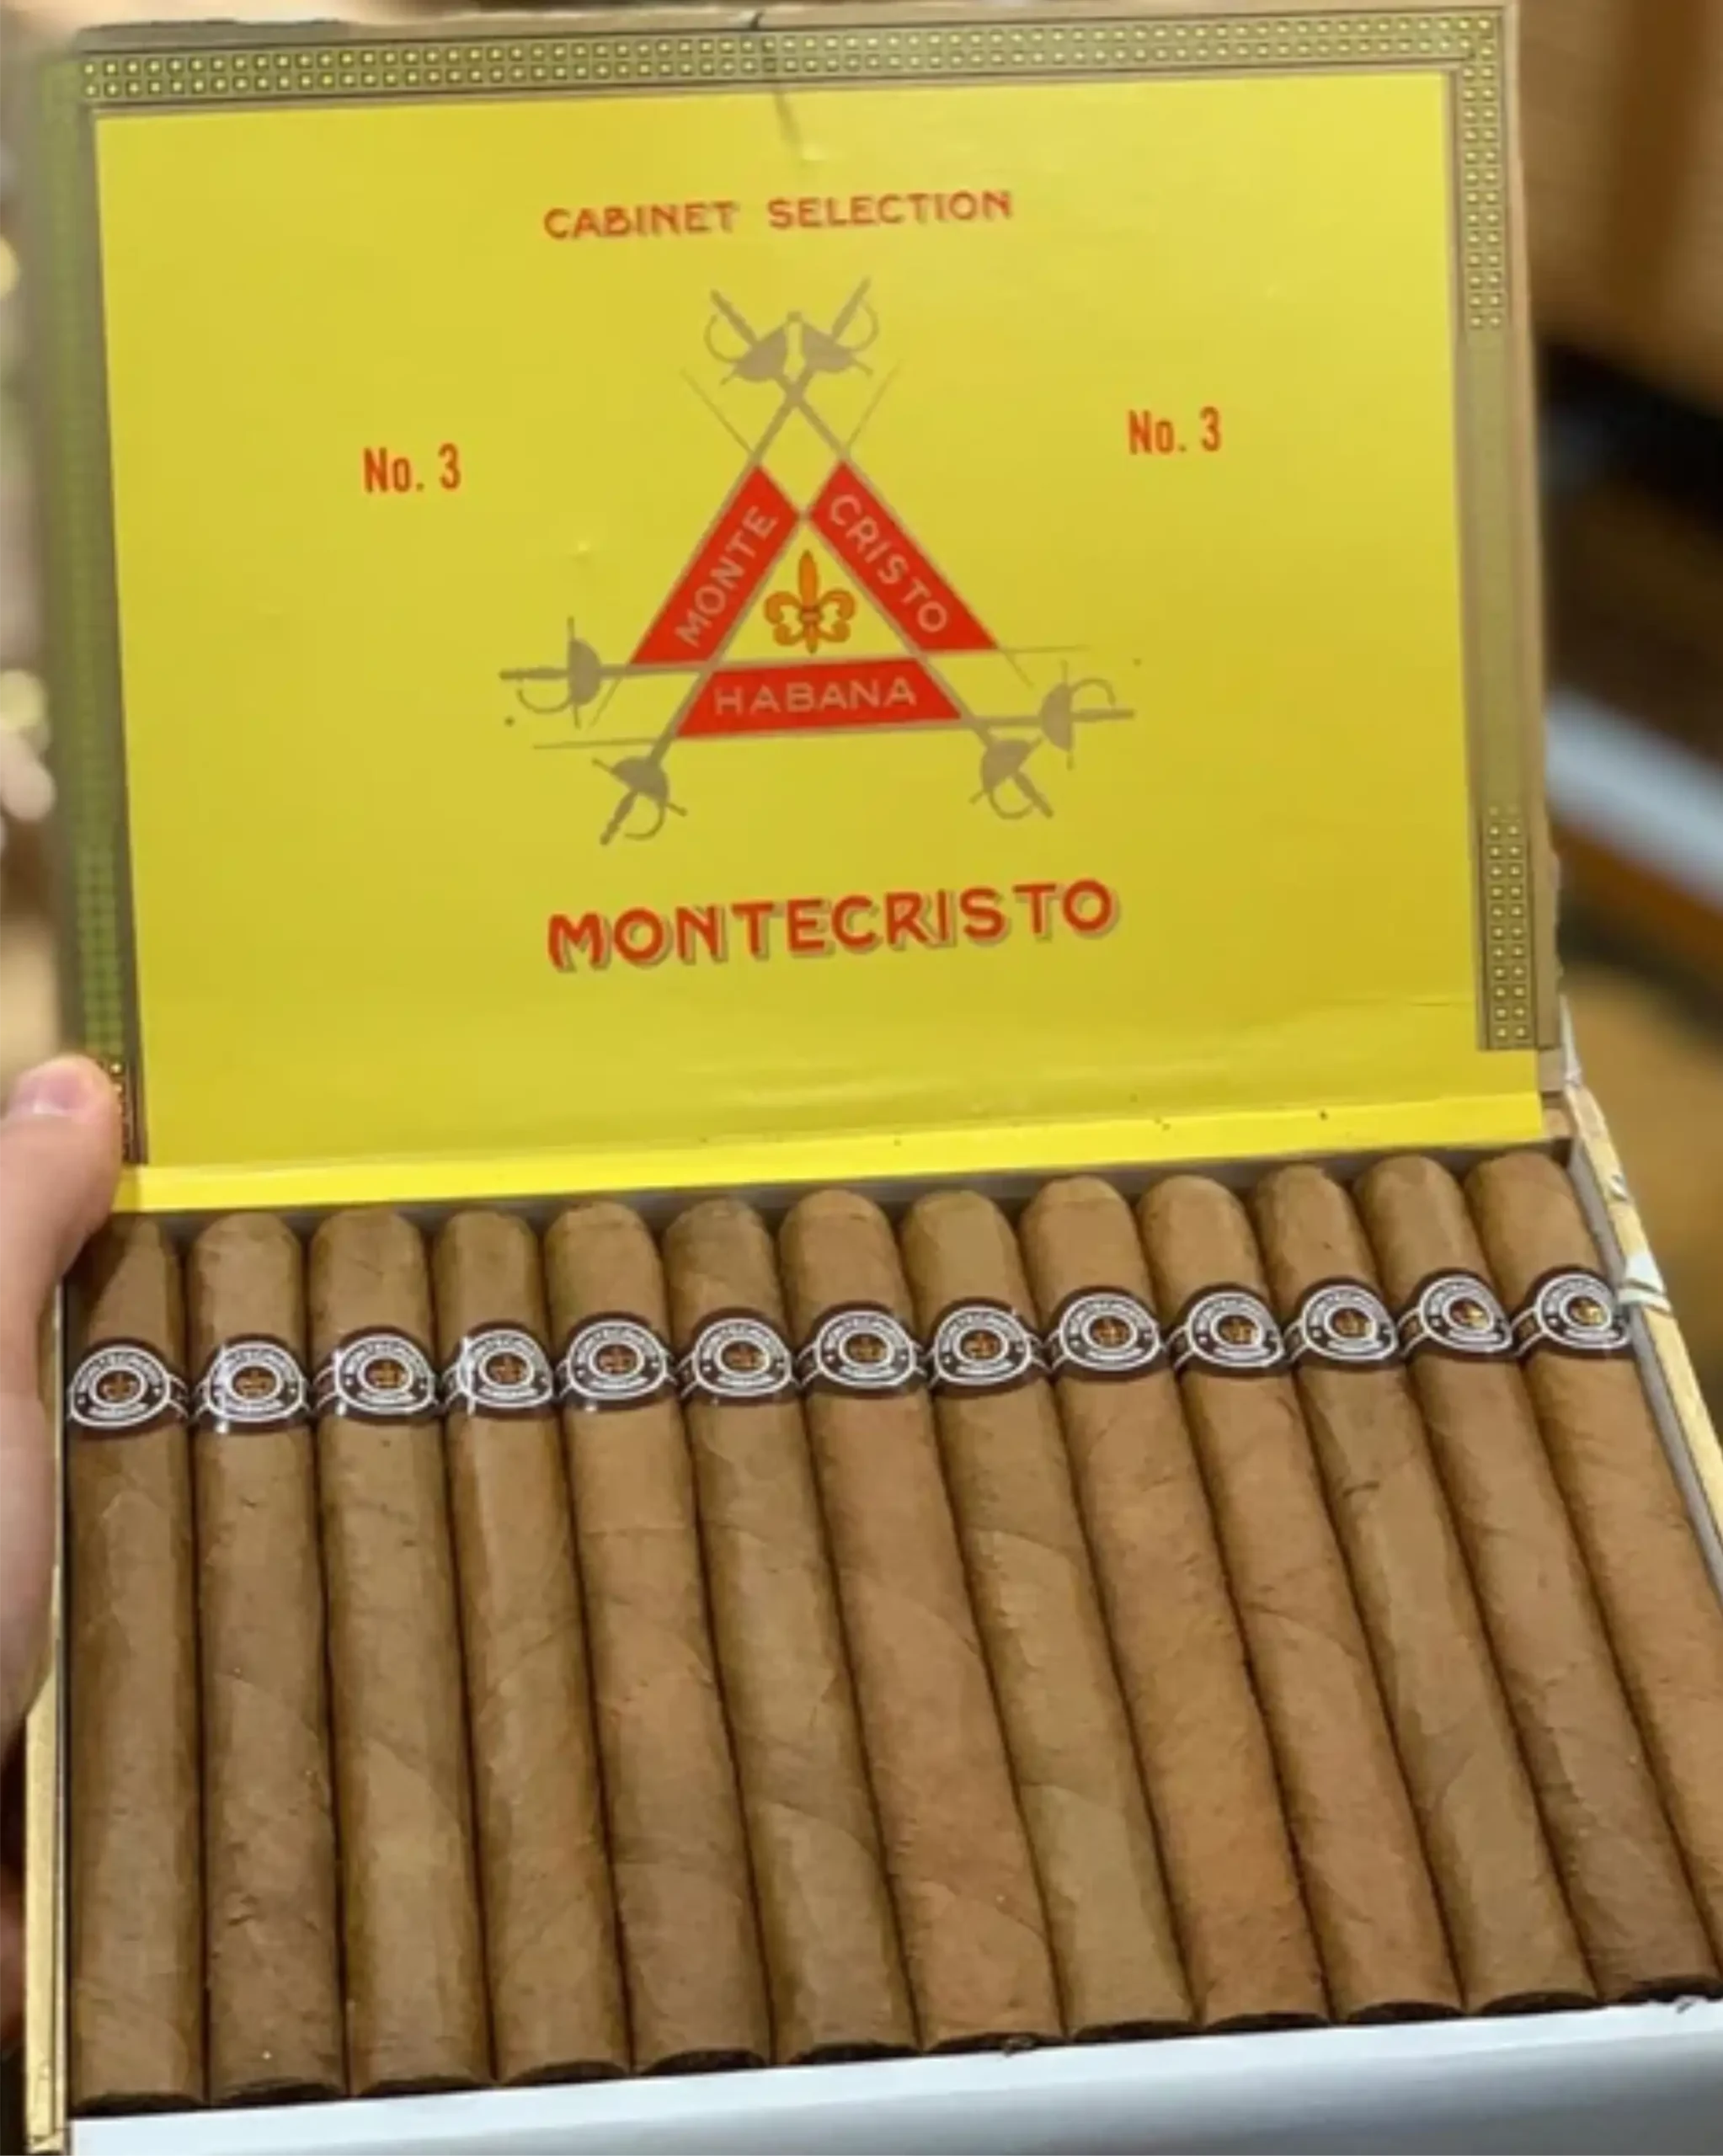 CABINET SELECTION
No. 3
No. 3
MONTE
CRISTO
HABANA
MONTECRISTO